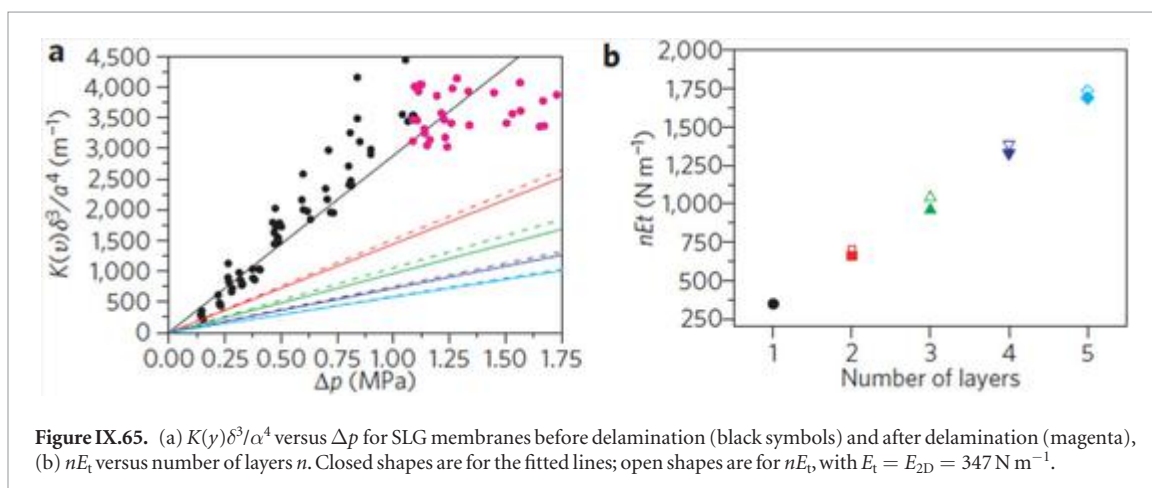 a
4,500
4,000
3,500
3,000
2,500
2,000
1,500
1,000
500
0
K(υ)δ³/a⁴ (m⁻¹)
0.00 0.25 0.50 0.75 1.00 1.25 1.50 1.75
Δp (MPa)
b
2,000
1,750
1,500
1,250
1,000
750
500
250
nEt (N m⁻¹)
1 2 3 4 5
Number of layers
Figure IX.65. (a) K(y)δ³/α⁴ versus Δp for SLG membranes before delamination (black symbols) and after delamination (magenta),
(b) nEₜ versus number of layers n. Closed shapes are for the fitted lines; open shapes are for nEₜ, with Eₜ = E₂D = 347 N m⁻¹.